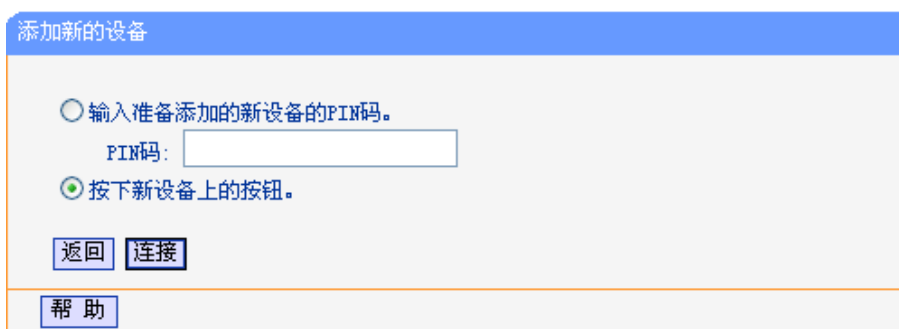 添加新的设备
输入准备添加的新设备的PIN码。
PIN码:
按下新设备上的按钮。
返回 连接
帮 助